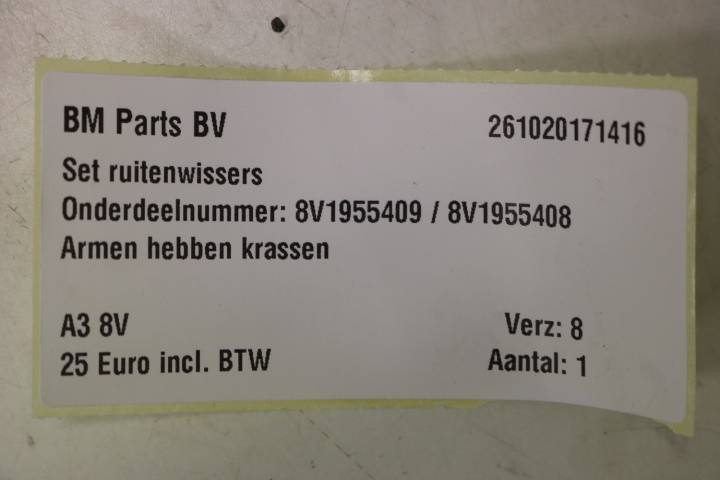 BM Parts BV 261020171416
Set ruitenwissers
Onderdeelnummer: 8V1955409 / 8V1955408
Armen hebben krassen
A3 8V Verz: 8
25 Euro incl. BTW Aantal: 1